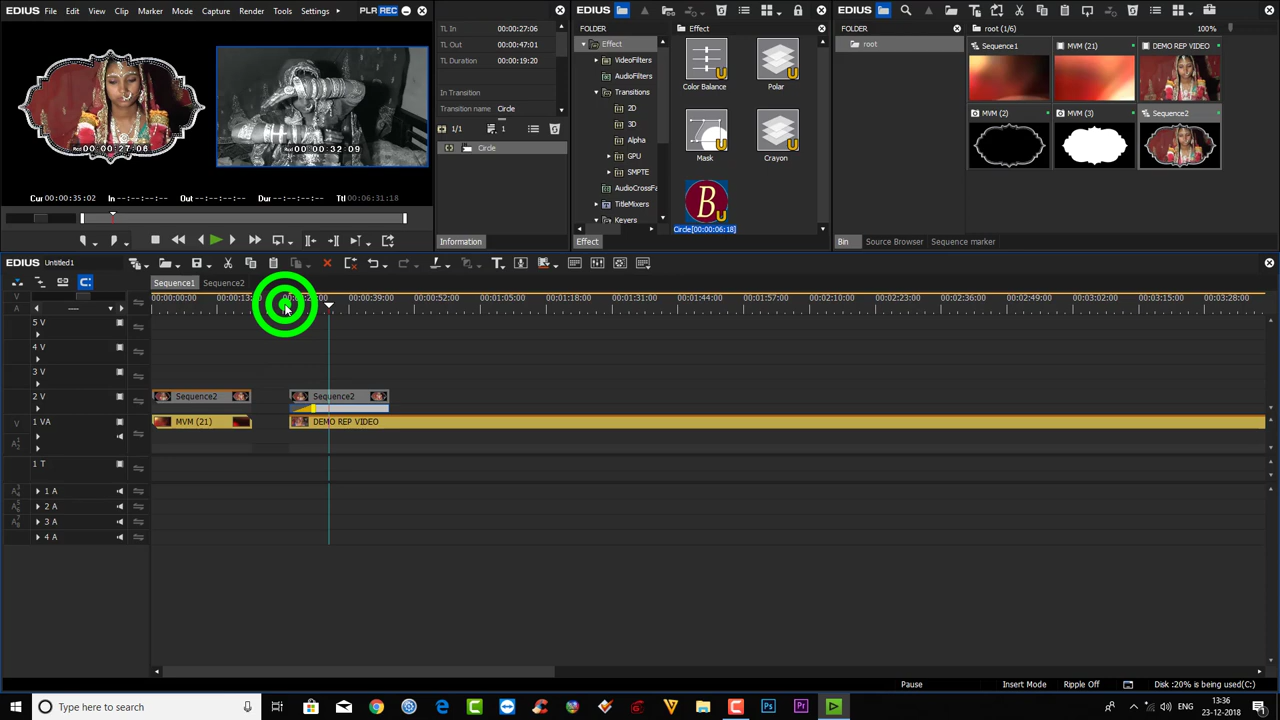 EDIUS File Edit View Clip Marker Mode Capture Render Tools Settings PLR REC
Rec 00:00:27:06
Rec 00:00:32:09
Cur 00:00:35:02 In --:--:--:-- Out --:--:--:-- Dur --:--:--:-- Ttl 00:06:31:18
TL In 00:00:27:06
TL Out 00:00:47:01
TL Duration 00:00:19:20
In Transition
Transition name Circle
1/1 1
Circle
Information
EDIUS
FOLDER
Effect
VideoFilters
AudioFilters
Transitions
2D
3D
Alpha
GPU
SMPTE
AudioCrossFa
TitleMixers
Keyers
Effect
Effect
Color Balance
Polar
Mask
Crayon
B
Circle[00:00:06:18]
EDIUS
FOLDER
root
root (1/6) 100%
Sequence1 MVM (21) DEMO REP VIDEO
MVM (2) MVM (3) Sequence2
Bin Source Browser Sequence marker
EDIUS Untitled1
Sequence1 Sequence2
00:00:00:00 00:00:39:00 00:00:52:00 00:01:05:00 00:01:18:00 00:01:31:00 00:01:44:00 00:01:57:00 00:02:10:00 00:02:23:00 00:02:36:00 00:02:49:00 00:03:02:00 00:03:15:00 00:03:28:00
V
A
5 V
4 V
3 V
2 V Sequence2 Sequence2
1 VA MVM (21) DEMO REP VIDEO
1 T
1 A
2 A
3 A
4 A
Pause Insert Mode Ripple Off Disk :20% is being used(C:)
Type here to search
ENG
13:36
23-12-2018